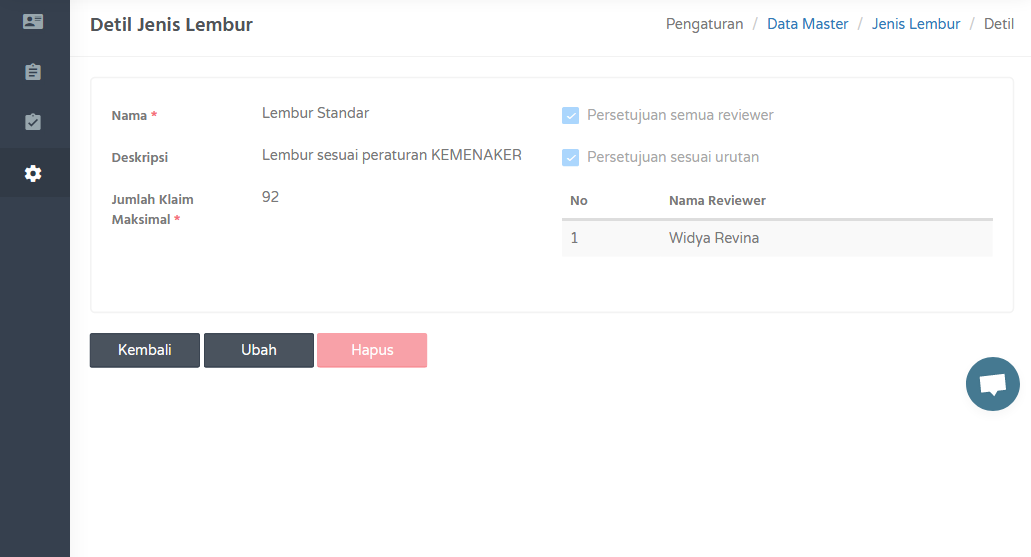 Detil Jenis Lembur
Pengaturan / Data Master / Jenis Lembur / Detil
Nama *
Lembur Standar
Deskripsi
Lembur sesuai peraturan KEMENAKER
Jumlah Klaim
Maksimal *
92
Persetujuan semua reviewer
Persetujuan sesuai urutan
No Nama Reviewer
1 Widya Revina
Kembali Ubah Hapus